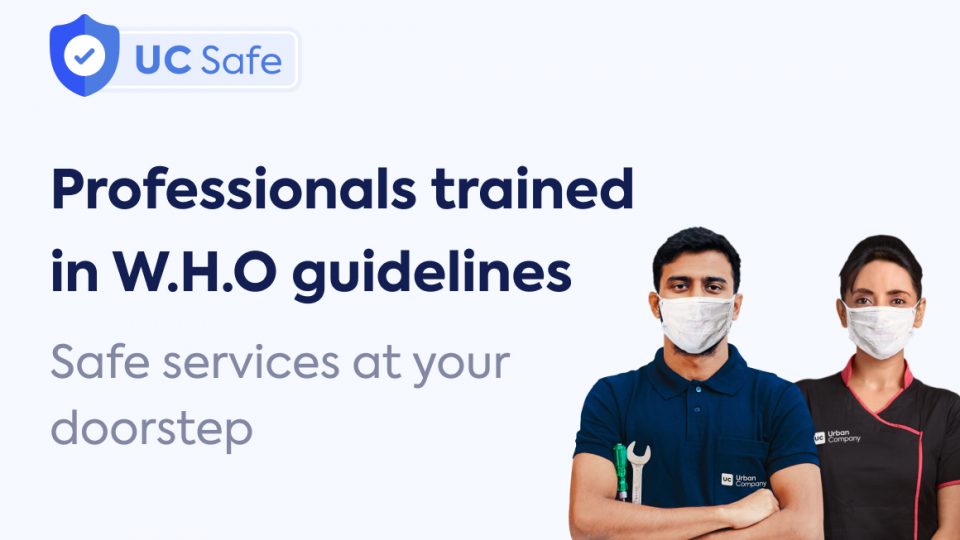 UC Safe
Professionals trained
in W.H.O guidelines
Safe services at your
doorstep
UC Urban
Company
UC Urban
Company